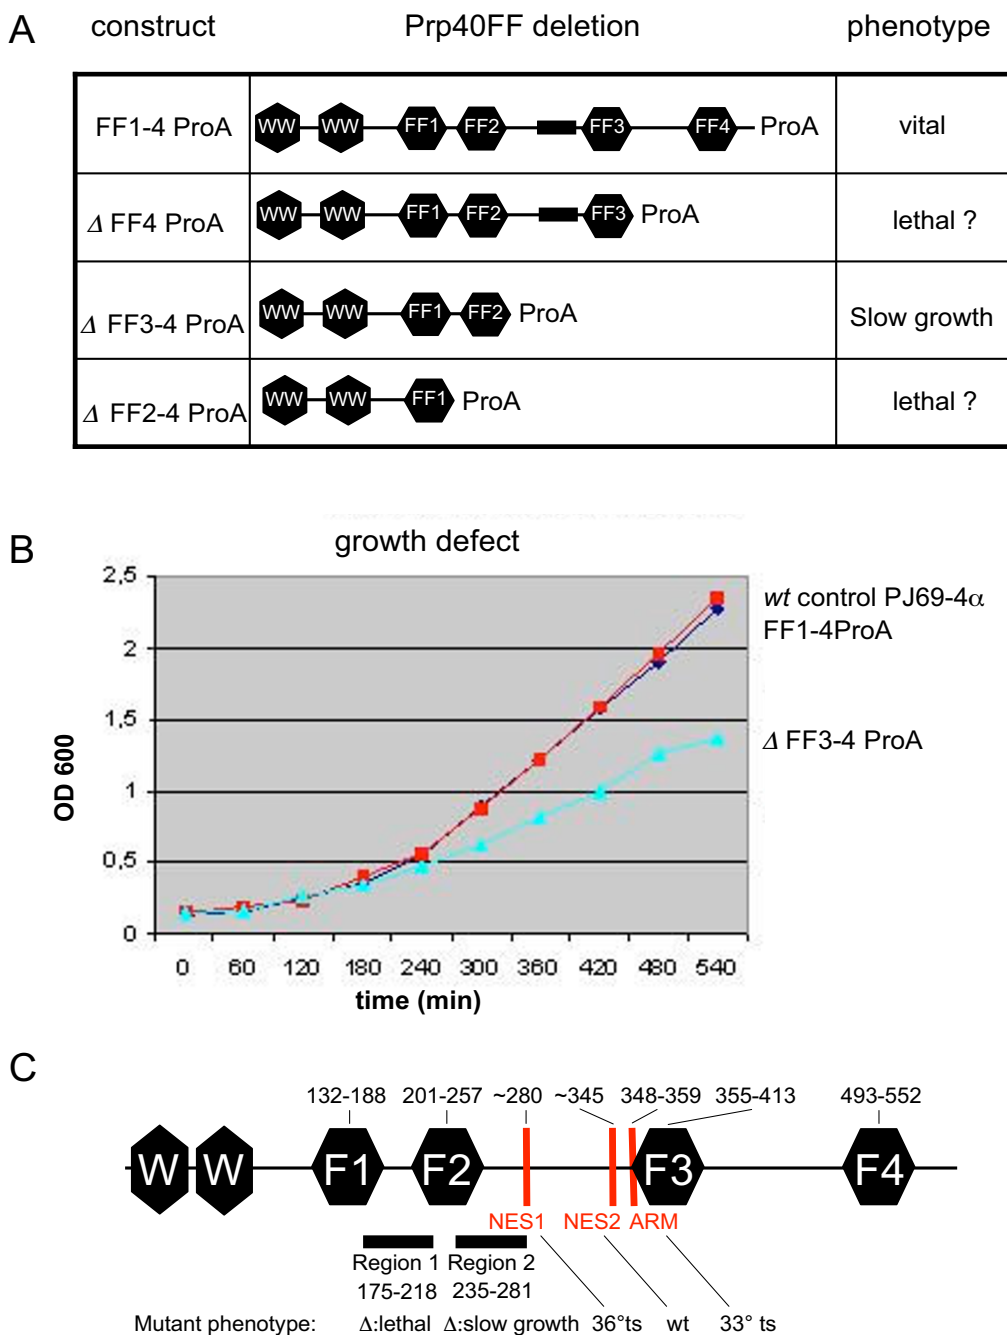 A construct Prp40FF deletion phenotype
FF1-4 ProA WW WW FF1 FF2 FF3 FF4 ProA vital
Δ FF4 ProA WW WW FF1 FF2 FF3 ProA lethal ?
Δ FF3-4 ProA WW WW FF1 FF2 ProA Slow growth
Δ FF2-4 ProA WW WW FF1 ProA lethal ?
B growth defect
2,5
2
1,5
1
0,5
0
OD 600
0 60 120 180 240 300 360 420 480 540
time (min)
wt control PJ69-4α
FF1-4ProA
Δ FF3-4 ProA
C
132-188 201-257 ~280 ~345 348-359 355-413 493-552
W W F1 F2 F3 F4
NES1 NES2 ARM
Region 1 Region 2
175-218 235-281
Mutant phenotype: Δ:lethal Δ:slow growth 36°ts wt 33° ts